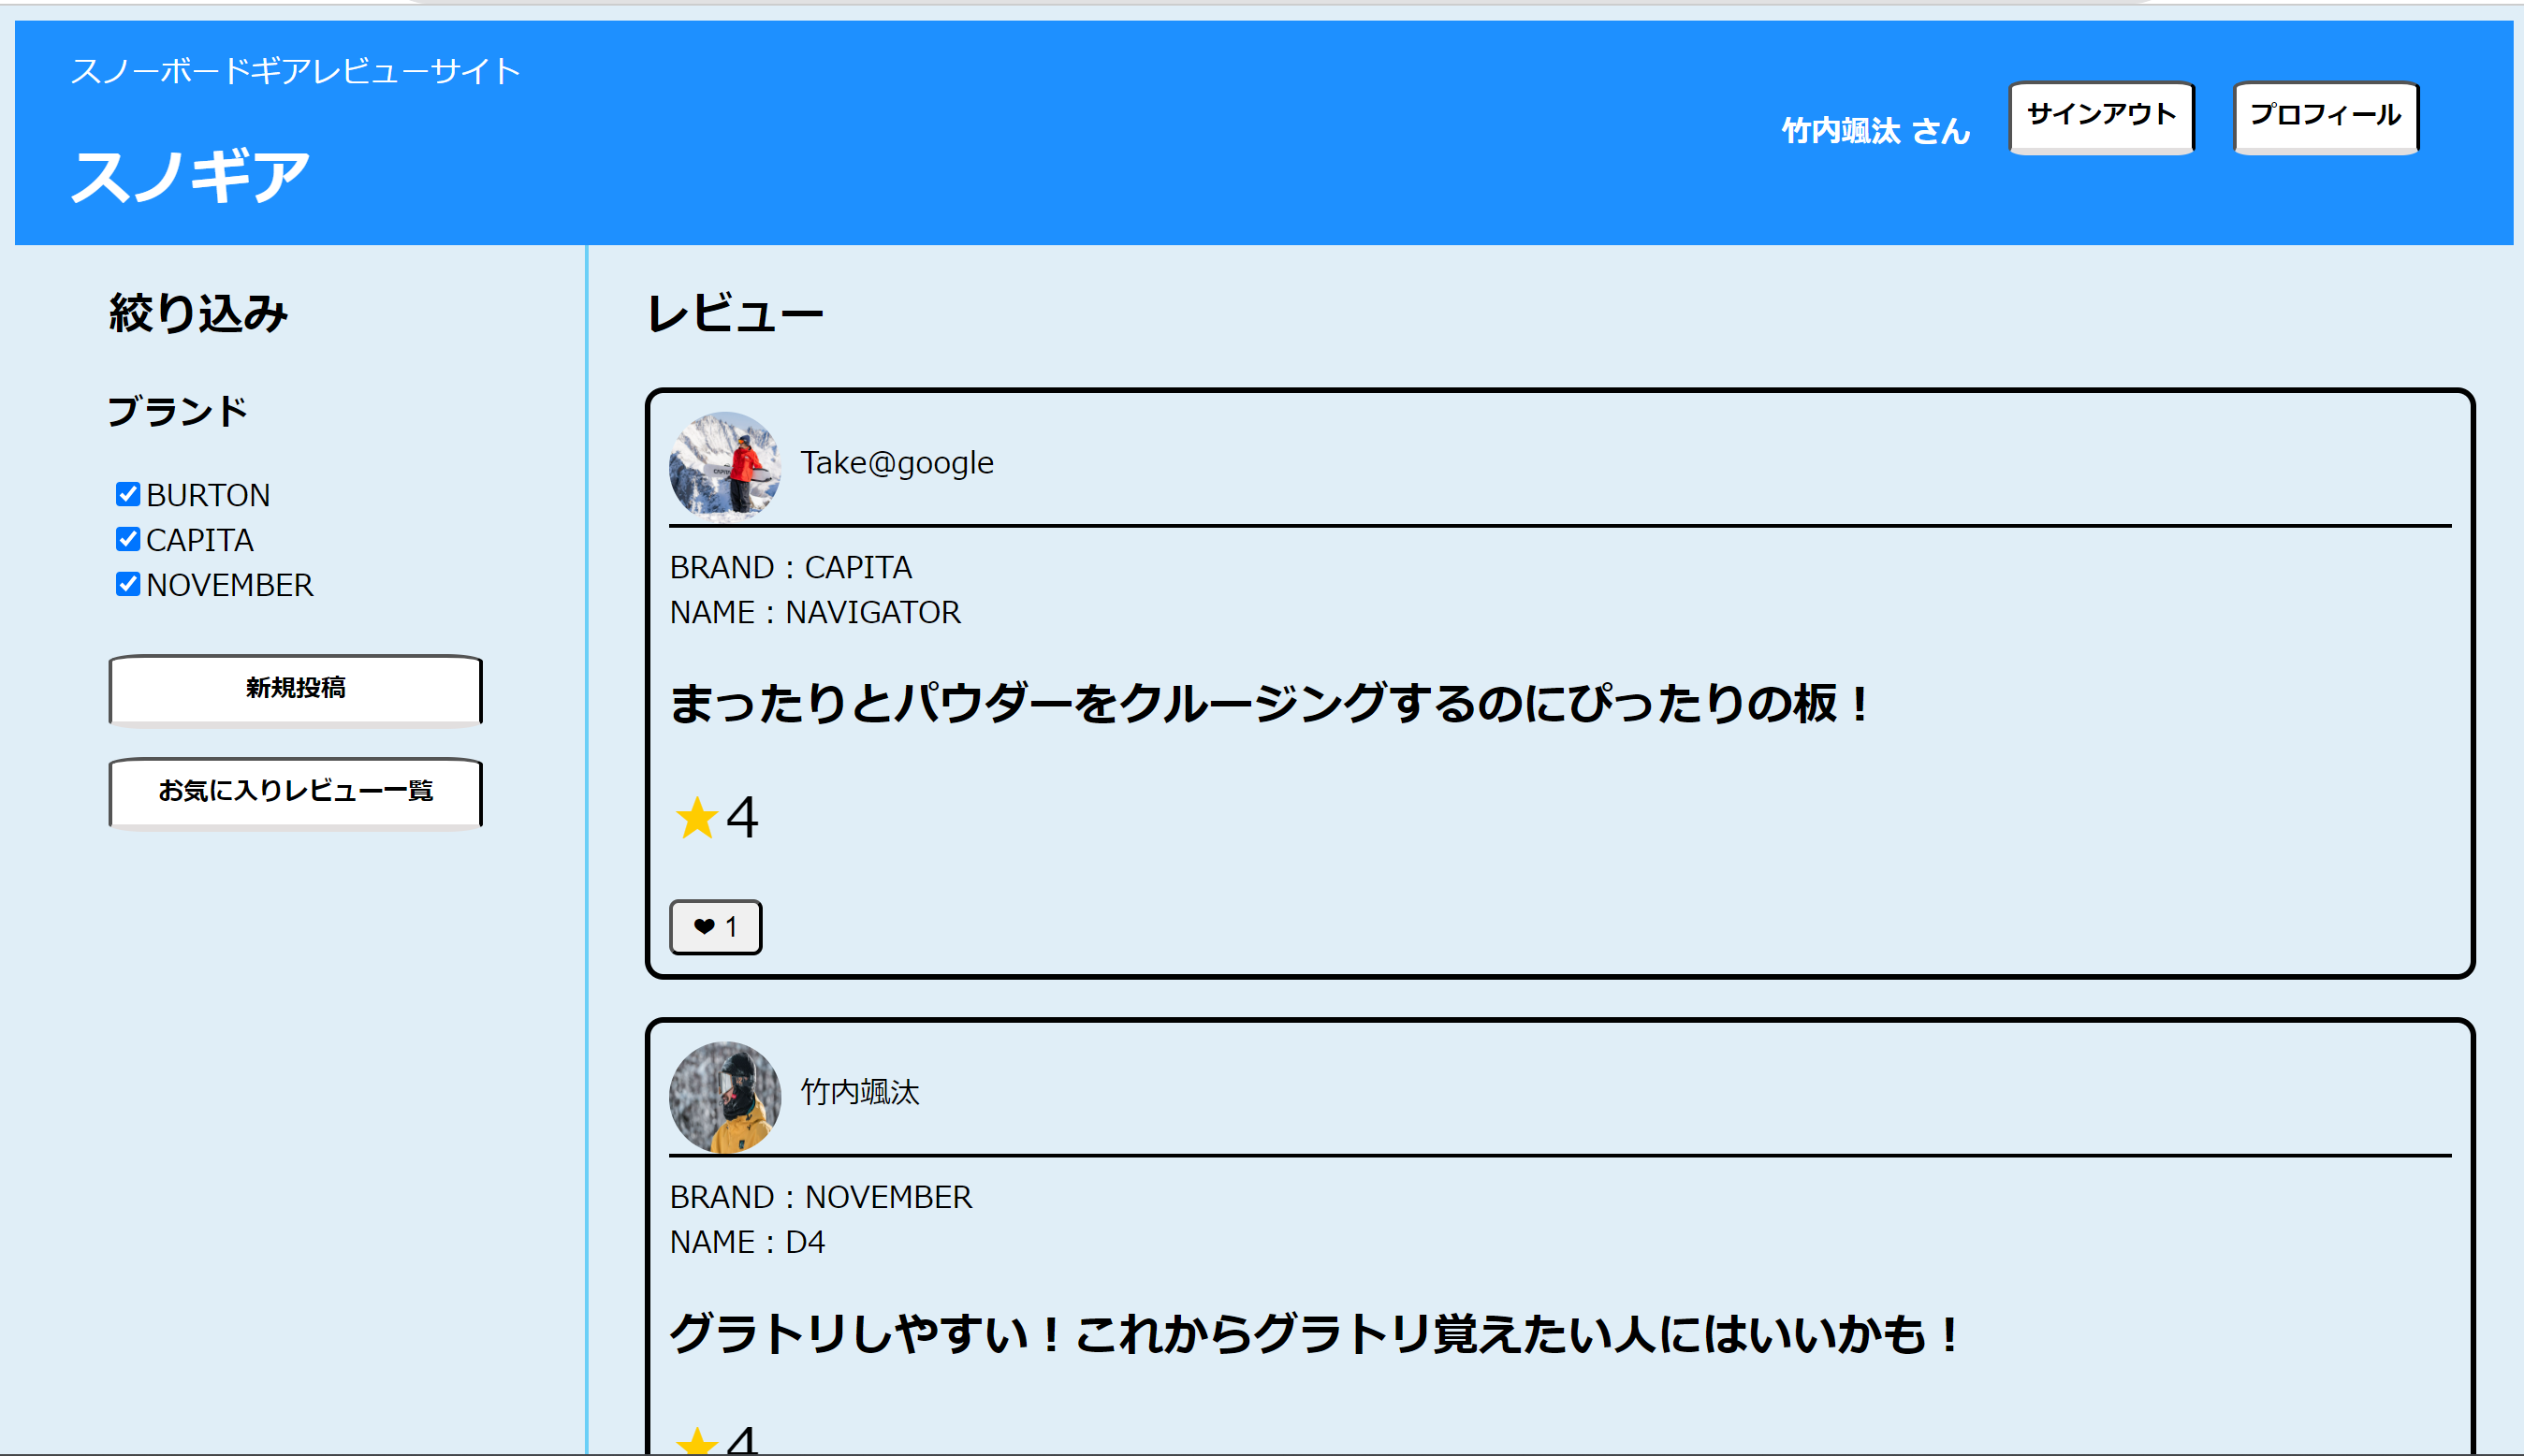 スノーボードギアレビューサイト
スノギア
竹内颯汰 さん
サインアウト
プロフィール
絞り込み
ブランド
BURTON
CAPITA
NOVEMBER
新規投稿
お気に入りレビュー一覧
レビュー
Take@google
BRAND : CAPITA
NAME : NAVIGATOR
まったりとパウダーをクルージングするのにぴったりの板！
★4
❤ 1
竹内颯汰
BRAND : NOVEMBER
NAME : D4
グラトリしやすい！これからグラトリ覚えたい人にはいいかも！
★4